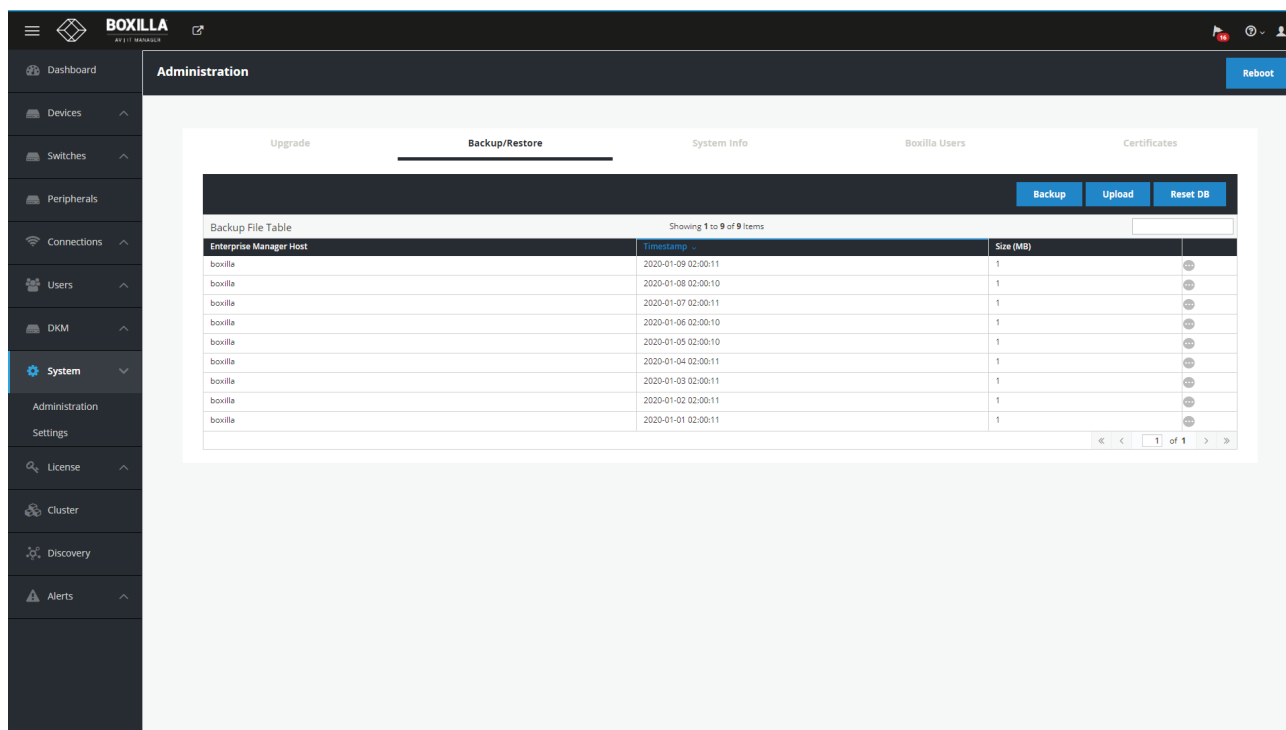 BOXILLA
AV | IT MANAGER
16
Dashboard
Devices
Switches
Peripherals
Connections
Users
DKM
System
Administration
Settings
License
Cluster
Discovery
Alerts
Administration
Reboot
Upgrade Backup/Restore System Info Boxilla Users Certificates
Backup Upload Reset DB
Backup File Table Showing 1 to 9 of 9 Items
Enterprise Manager Host Timestamp Size (MB)
boxilla 2020-01-09 02:00:11 1
boxilla 2020-01-08 02:00:10 1
boxilla 2020-01-07 02:00:11 1
boxilla 2020-01-06 02:00:10 1
boxilla 2020-01-05 02:00:10 1
boxilla 2020-01-04 02:00:11 1
boxilla 2020-01-03 02:00:11 1
boxilla 2020-01-02 02:00:11 1
boxilla 2020-01-01 02:00:11 1
« < 1 of 1 > »